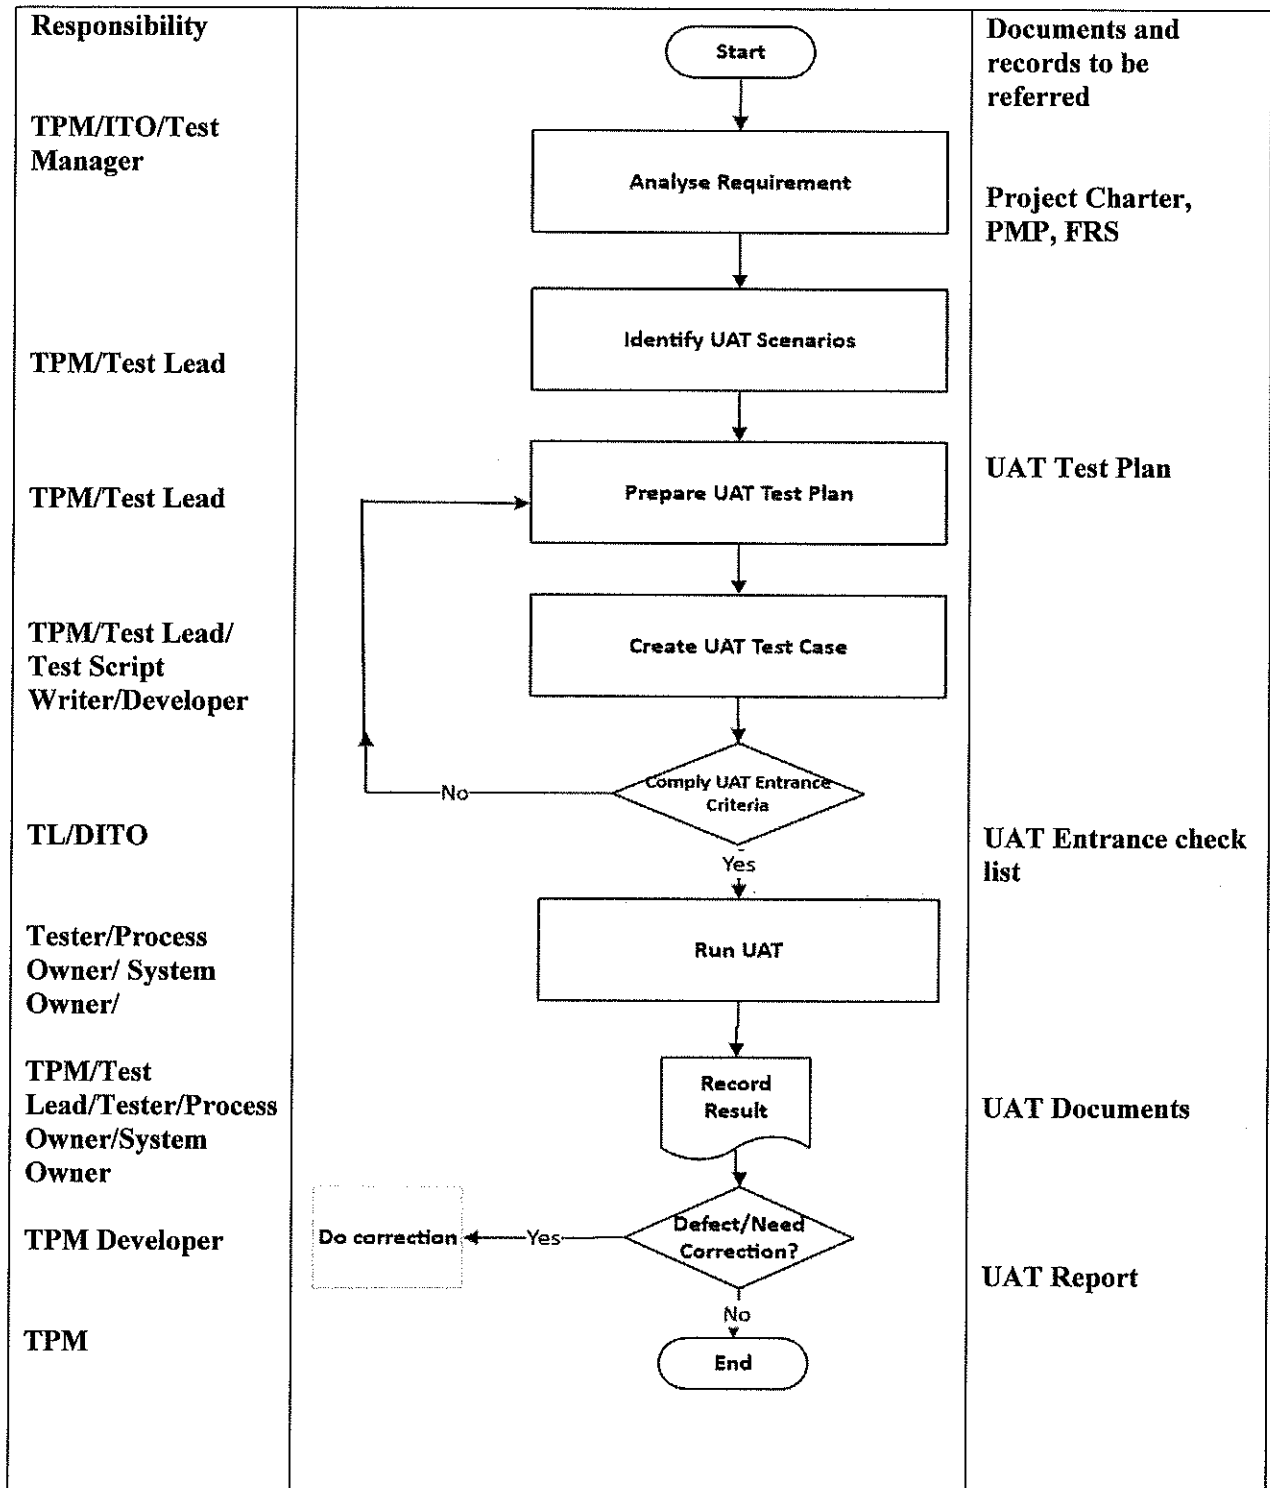 Responsibility
TPM/ITO/Test
Manager
TPM/Test Lead
TPM/Test Lead
TPM/Test Lead/
Test Script
Writer/Developer
TL/DITO
Tester/Process
Owner/ System
Owner/
TPM/Test
Lead/Tester/Process
Owner/System
Owner
TPM Developer
TPM
Start
Analyse Requirement
Identify UAT Scenarios
Prepare UAT Test Plan
Create UAT Test Case
Comply UAT Entrance
Criteria
No
Yes
Run UAT
Record
Result
Defect/Need
Correction?
Yes
Do correction
No
End
Documents and
records to be
referred
Project Charter,
PMP, FRS
UAT Test Plan
UAT Entrance check
list
UAT Documents
UAT Report